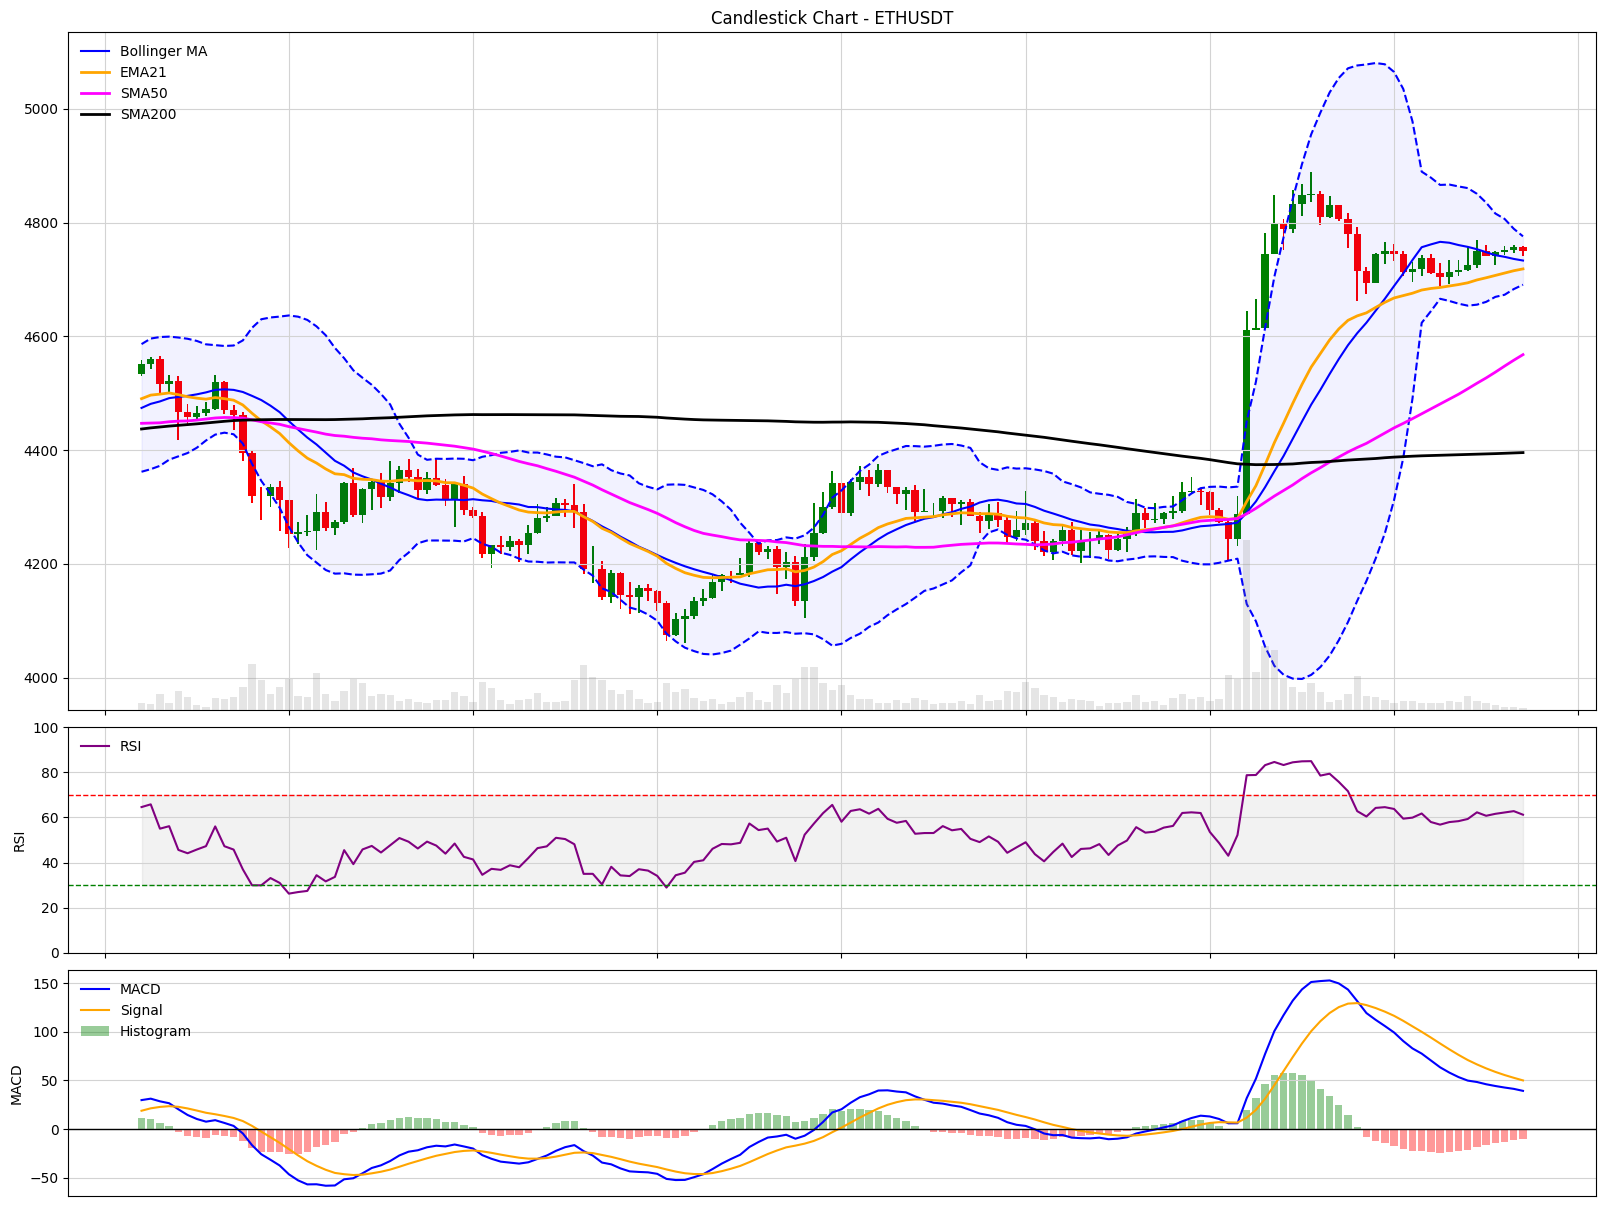 Candlestick Chart - ETHUSDT
Bollinger MA
EMA21
SMA50
SMA200
5000
4800
4600
4400
4200
4000
RSI
100
80
60
40
20
0
RSI
MACD
Signal
Histogram
150
100
50
0
−50
MACD